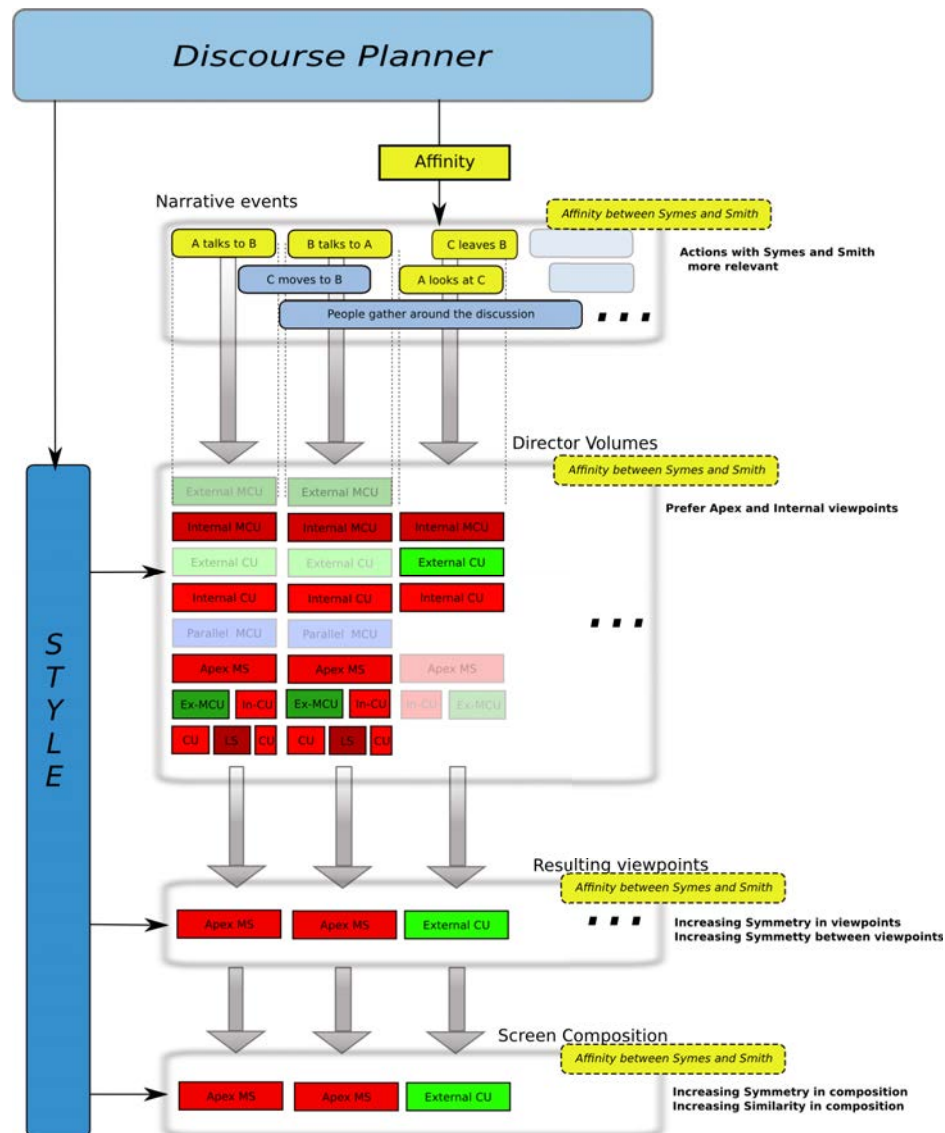 Discourse Planner
Affinity
Narrative events
Affinity between Symes and Smith
A talks to B
B talks to A
C leaves B
Actions with Symes and Smith
more relevant
C moves to B
A looks at C
People gather around the discussion
...
Director Volumes
Affinity between Symes and Smith
Prefer Apex and Internal viewpoints
External MCU
External MCU
Internal MCU
Internal MCU
Internal MCU
External CU
External CU
External CU
Internal CU
Internal CU
Internal CU
...
Parallel MCU
Parallel MCU
Apex MS
Apex MS
Apex MS
Ex-MCU
In-CU
Ex-MCU
In-CU
In-CU
Ex-MCU
CU
LS
CU
CU
LS
CU
STYLE
Resulting viewpoints
Affinity between Symes and Smith
Apex MS
Apex MS
External CU
...
Increasing Symmetry in viewpoints
Increasing Symmetty between viewpoints
Screen Composition
Affinity between Symes and Smith
Apex MS
Apex MS
External CU
Increasing Symmetry in composition
Increasing Similarity in composition